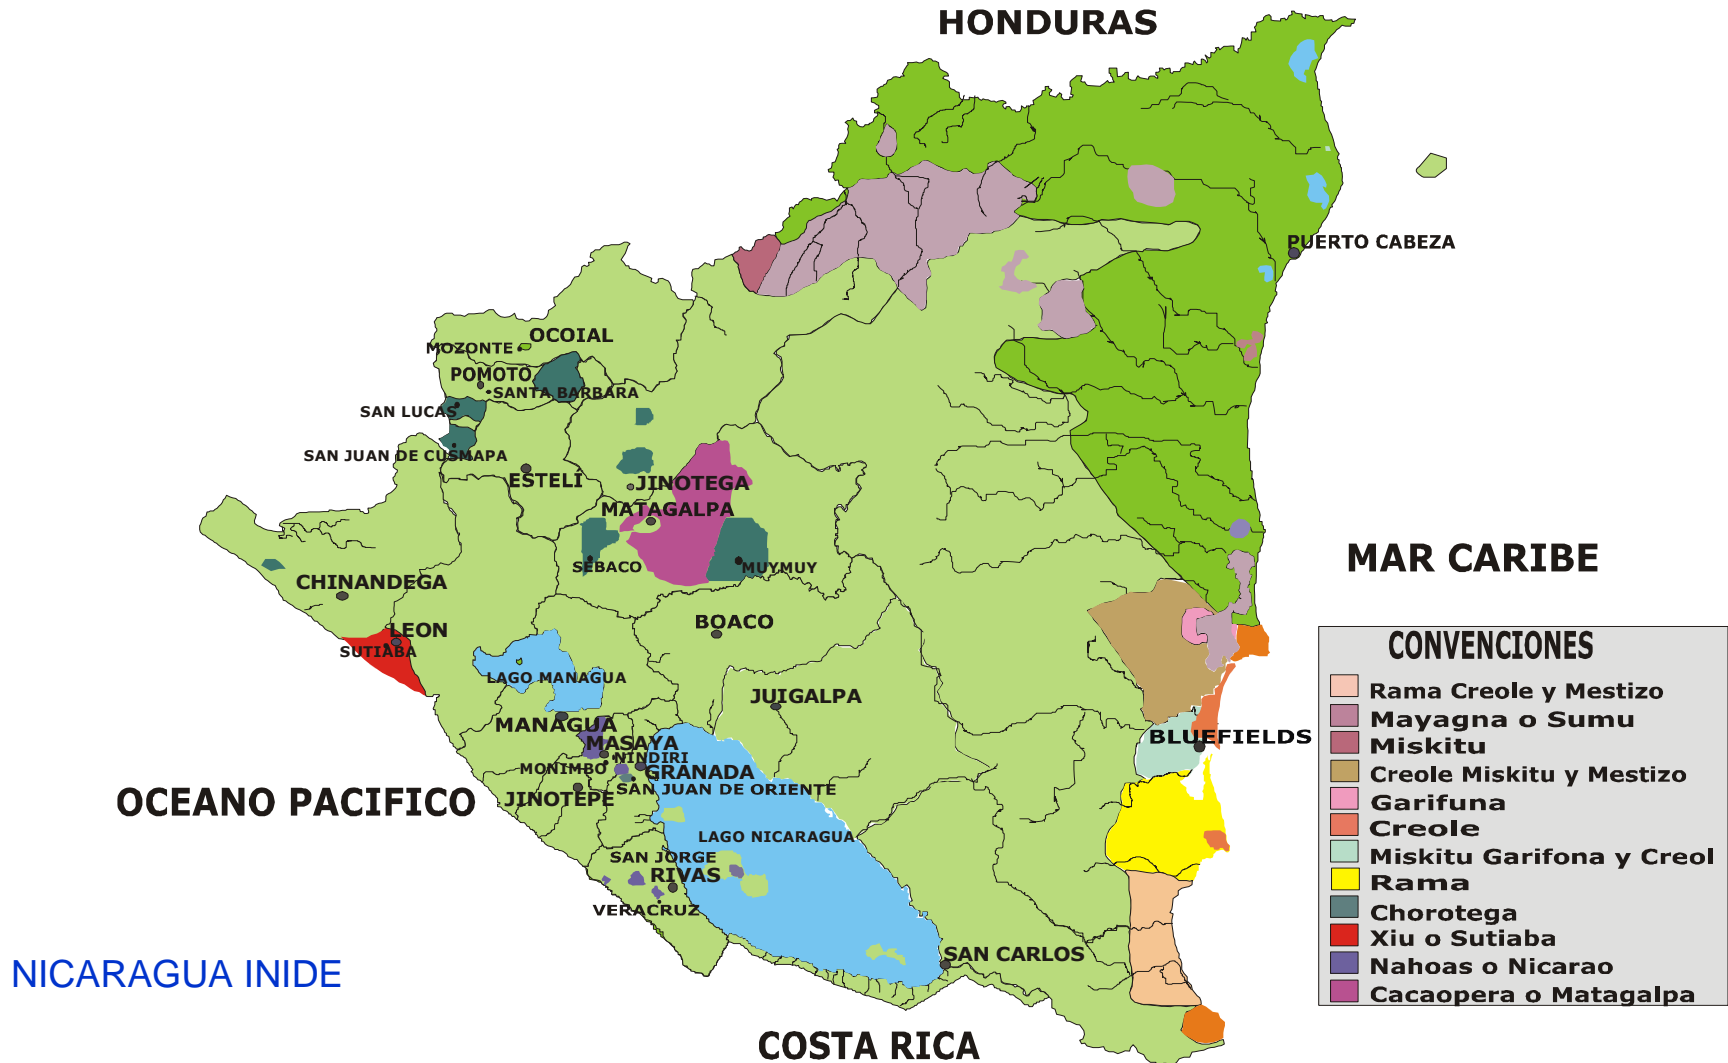 HONDURAS
PUERTO CABEZA
OCOIAL
MOZONTE
POMOTO
SANTA BARBARA
SAN LUCAS
SAN JUAN DE CUSMAPA
ESTELÍ
JINOTEGA
MATAGALPA
SEBACO
MUYMUY
MAR CARIBE
CHINANDEGA
BOACO
LEON
SUTIABA
LAGO MANAGUA
JUIGALPA
MANAGUA
BLUEFIELDS
MASAYA
NINDIRI
MONIMBO
GRANADA
SAN JUAN DE ORIENTE
JINOTEPE
OCEANO PACIFICO
LAGO NICARAGUA
SAN JORGE
RIVAS
VERACRUZ
SAN CARLOS
NICARAGUA INIDE
COSTA RICA
CONVENCIONES
Rama Creole y Mestizo
Mayagna o Sumu
Miskitu
Creole Miskitu y Mestizo
Garifuna
Creole
Miskitu Garifona y Creol
Rama
Chorotega
Xiu o Sutiaba
Nahoas o Nicarao
Cacaopera o Matagalpa